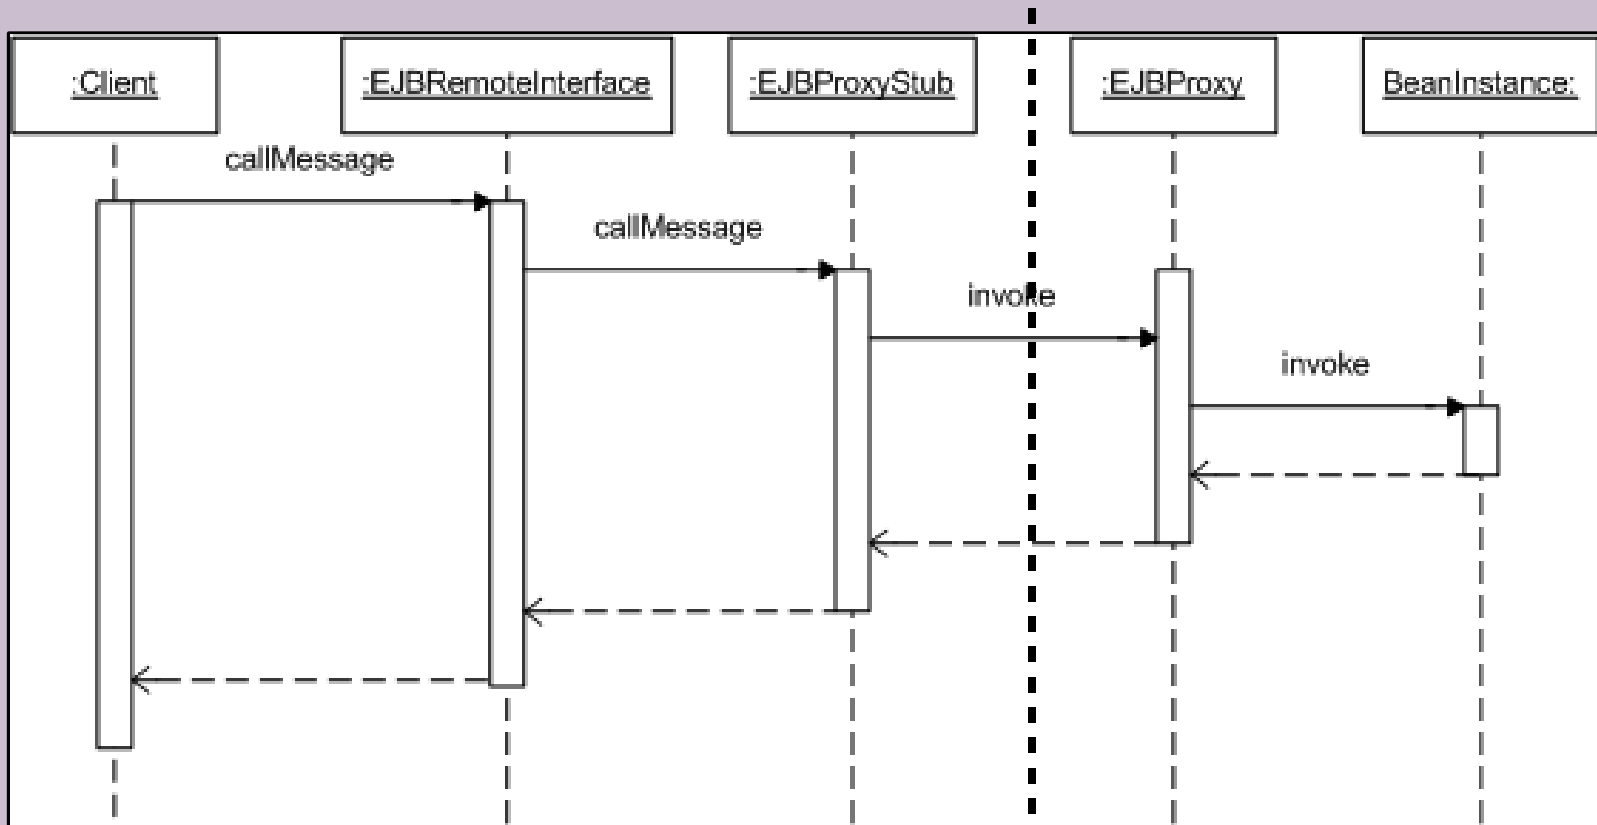 :Client
:EJBRemoteInterface
:EJBProxyStub
:EJBProxy
BeanInstance:
callMessage
callMessage
invoke
invoke